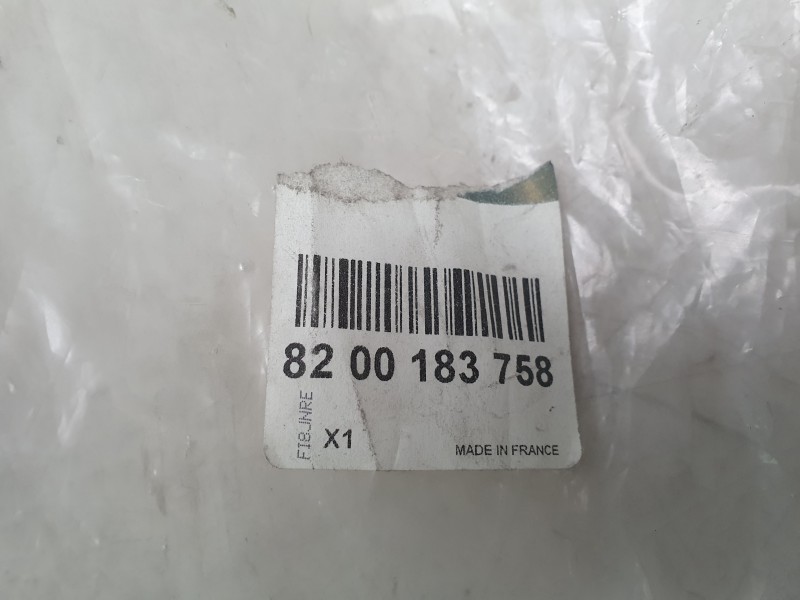 82 00 183 758
FI8JNRE
X1
MADE IN FRANCE